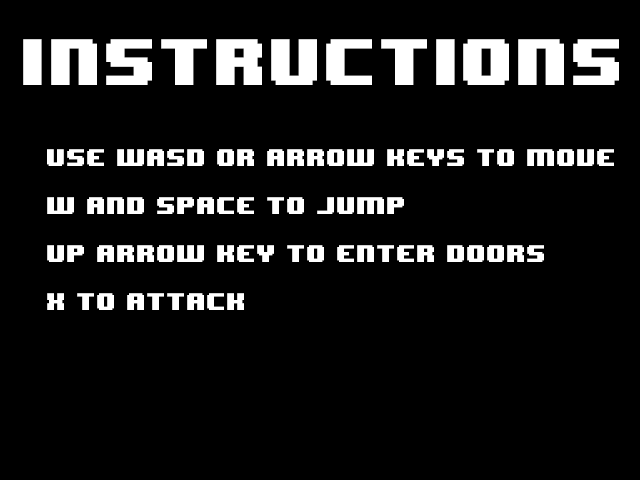 INSTRUCTIONS
USE WASD OR ARROW KEYS TO MOVE
W AND SPACE TO JUMP
UP ARROW KEY TO ENTER DOORS
X TO ATTACK